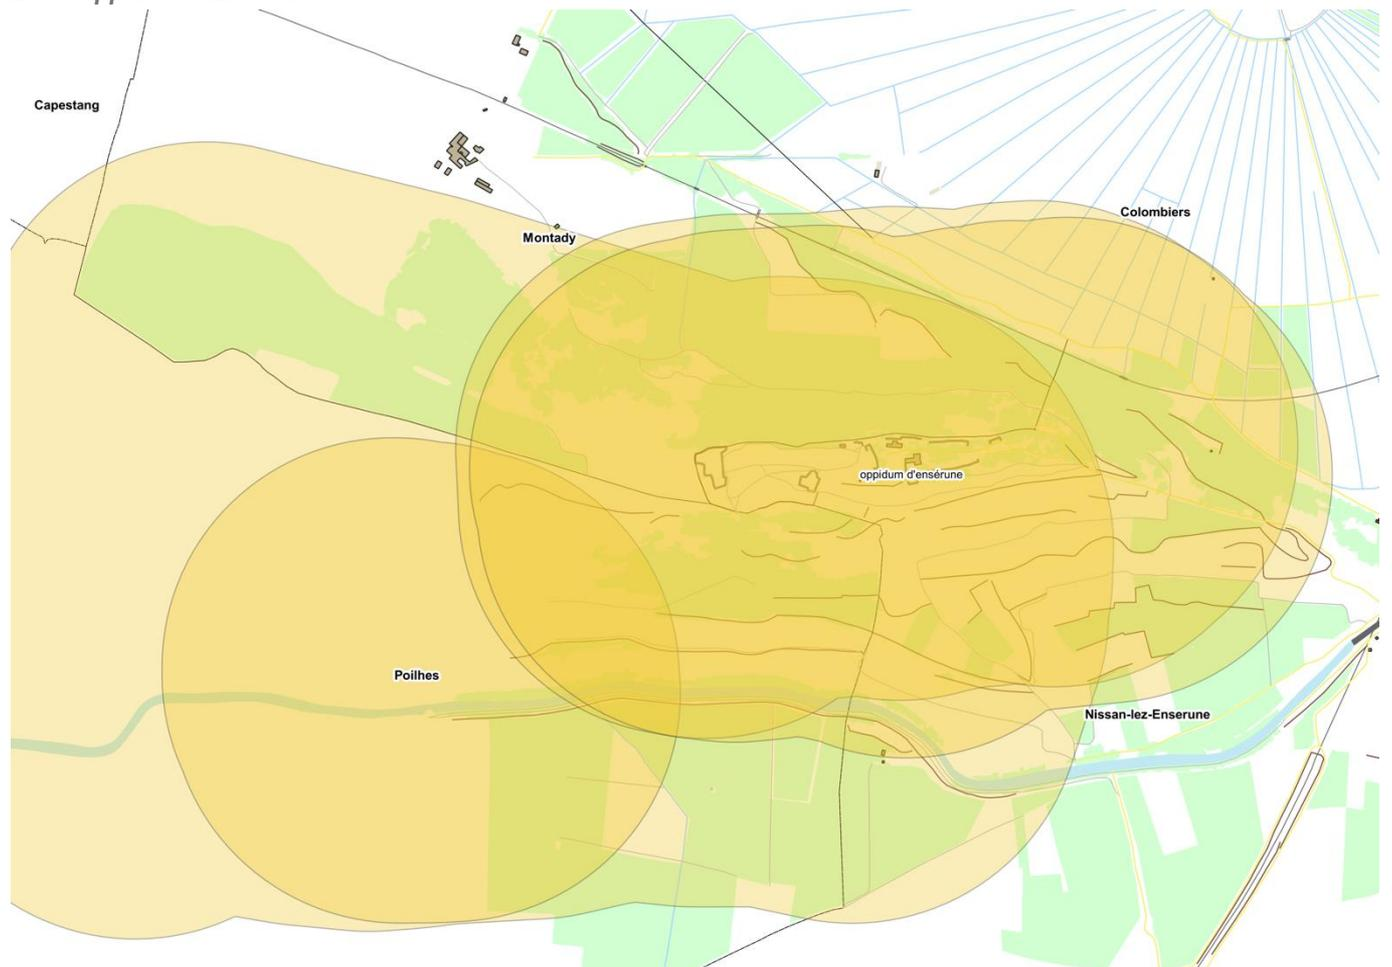 Capestang
Colombiers
Montady
oppidum d'ensérune
Poilhes
Nissan-lez-Enserune